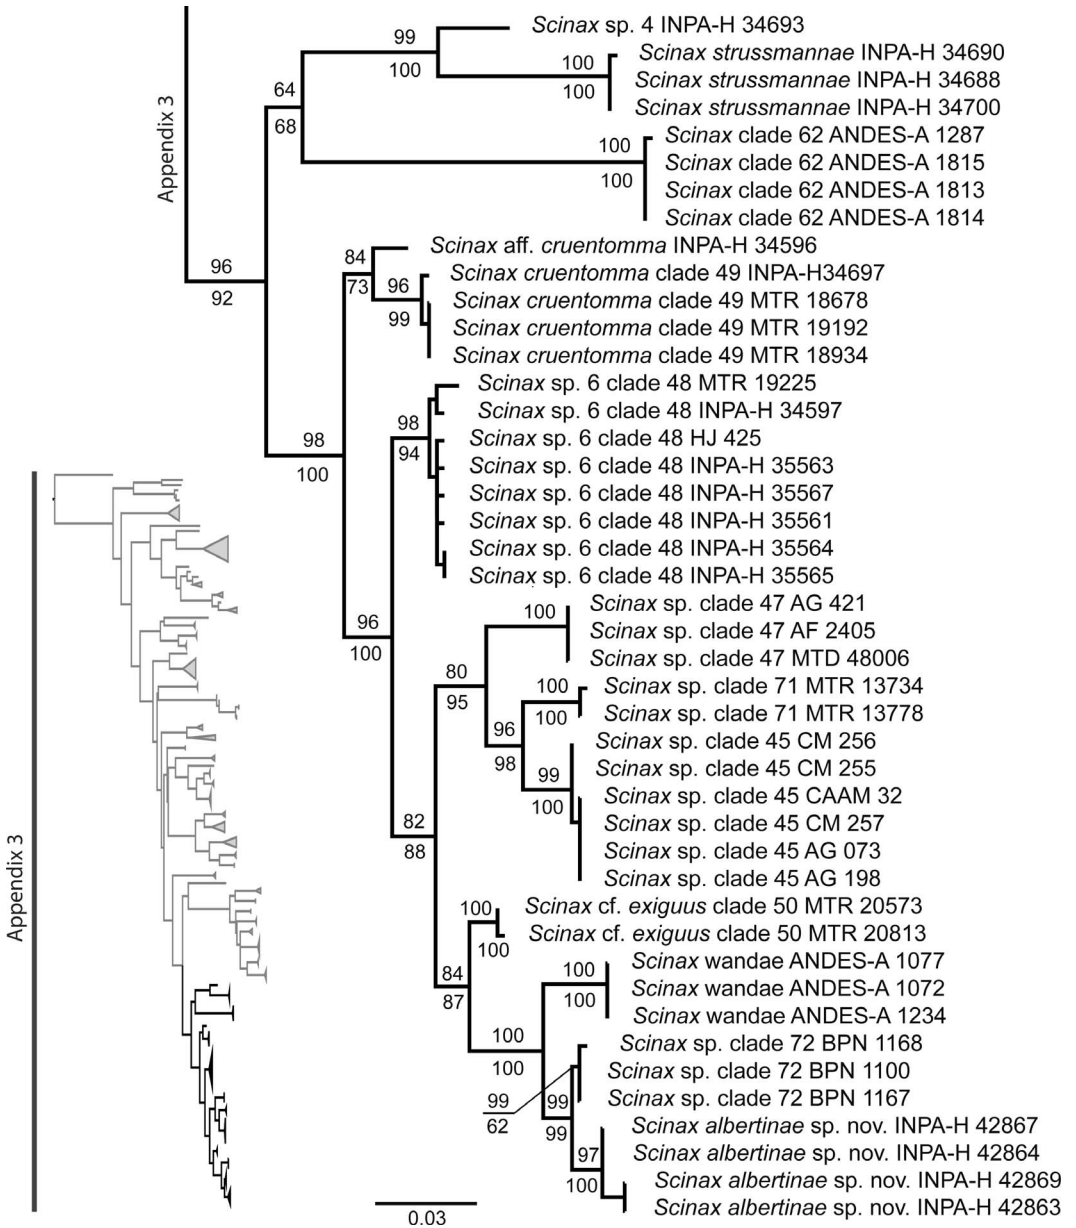 Appendix 3
99
100
Scinax sp. 4 INPA-H 34693
100
100
Scinax strussmannae INPA-H 34690
Scinax strussmannae INPA-H 34688
Scinax strussmannae INPA-H 34700
64
68
100
100
Scinax clade 62 ANDES-A 1287
Scinax clade 62 ANDES-A 1815
Scinax clade 62 ANDES-A 1813
Scinax clade 62 ANDES-A 1814
96
92
84
73
Scinax aff. cruentomma INPA-H 34596
96
99
Scinax cruentomma clade 49 INPA-H34697
Scinax cruentomma clade 49 MTR 18678
Scinax cruentomma clade 49 MTR 19192
Scinax cruentomma clade 49 MTR 18934
98
100
98
94
Scinax sp. 6 clade 48 MTR 19225
Scinax sp. 6 clade 48 INPA-H 34597
Scinax sp. 6 clade 48 HJ 425
Scinax sp. 6 clade 48 INPA-H 35563
Scinax sp. 6 clade 48 INPA-H 35567
Scinax sp. 6 clade 48 INPA-H 35561
Scinax sp. 6 clade 48 INPA-H 35564
Scinax sp. 6 clade 48 INPA-H 35565
96
100
100
Scinax sp. clade 47 AG 421
Scinax sp. clade 47 AF 2405
Scinax sp. clade 47 MTD 48006
80
95
100
100
Scinax sp. clade 71 MTR 13734
Scinax sp. clade 71 MTR 13778
96
98
99
100
Scinax sp. clade 45 CM 256
Scinax sp. clade 45 CM 255
Scinax sp. clade 45 CAAM 32
Scinax sp. clade 45 CM 257
Scinax sp. clade 45 AG 073
Scinax sp. clade 45 AG 198
82
88
100
100
Scinax cf. exiguus clade 50 MTR 20573
Scinax cf. exiguus clade 50 MTR 20813
84
87
100
100
Scinax wandae ANDES-A 1077
Scinax wandae ANDES-A 1072
Scinax wandae ANDES-A 1234
100
100
Scinax sp. clade 72 BPN 1168
Scinax sp. clade 72 BPN 1100
Scinax sp. clade 72 BPN 1167
99
62
99
99
97
100
Scinax albertinae sp. nov. INPA-H 42867
Scinax albertinae sp. nov. INPA-H 42864
Scinax albertinae sp. nov. INPA-H 42869
Scinax albertinae sp. nov. INPA-H 42863
Appendix 3
0.03